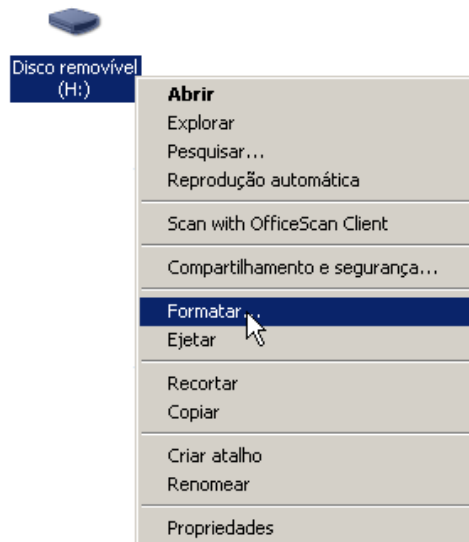 Disco removível
(H:)
Abrir
Explorar
Pesquisar...
Reprodução automática
Scan with OfficeScan Client
Compartilhamento e segurança...
Formatar...
Ejetar
Recortar
Copiar
Criar atalho
Renomear
Propriedades